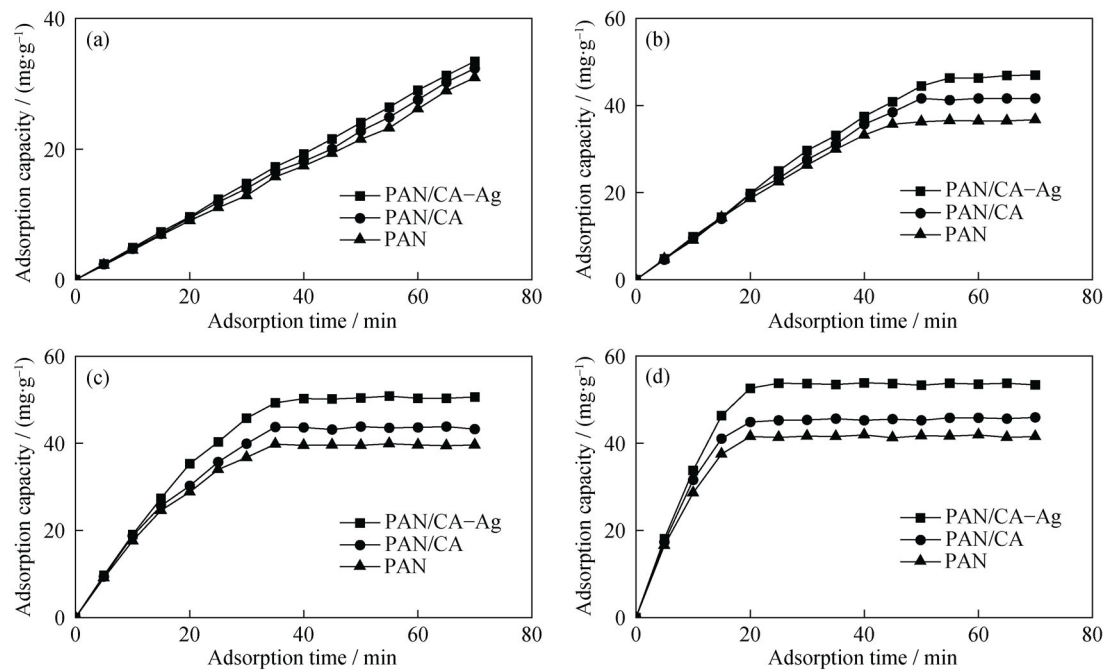 (a)
Adsorption capacity / (mg·g⁻¹)
40
20
0
0 20 40 60 80
Adsorption time / min
PAN/CA−Ag
PAN/CA
PAN
(b)
Adsorption capacity / (mg·g⁻¹)
60
40
20
0
0 20 40 60 80
Adsorption time / min
PAN/CA−Ag
PAN/CA
PAN
(c)
Adsorption capacity / (mg·g⁻¹)
60
40
20
0
0 20 40 60 80
Adsorption time / min
PAN/CA−Ag
PAN/CA
PAN
(d)
Adsorption capacity / (mg·g⁻¹)
60
40
20
0
0 20 40 60 80
Adsorption time / min
PAN/CA−Ag
PAN/CA
PAN